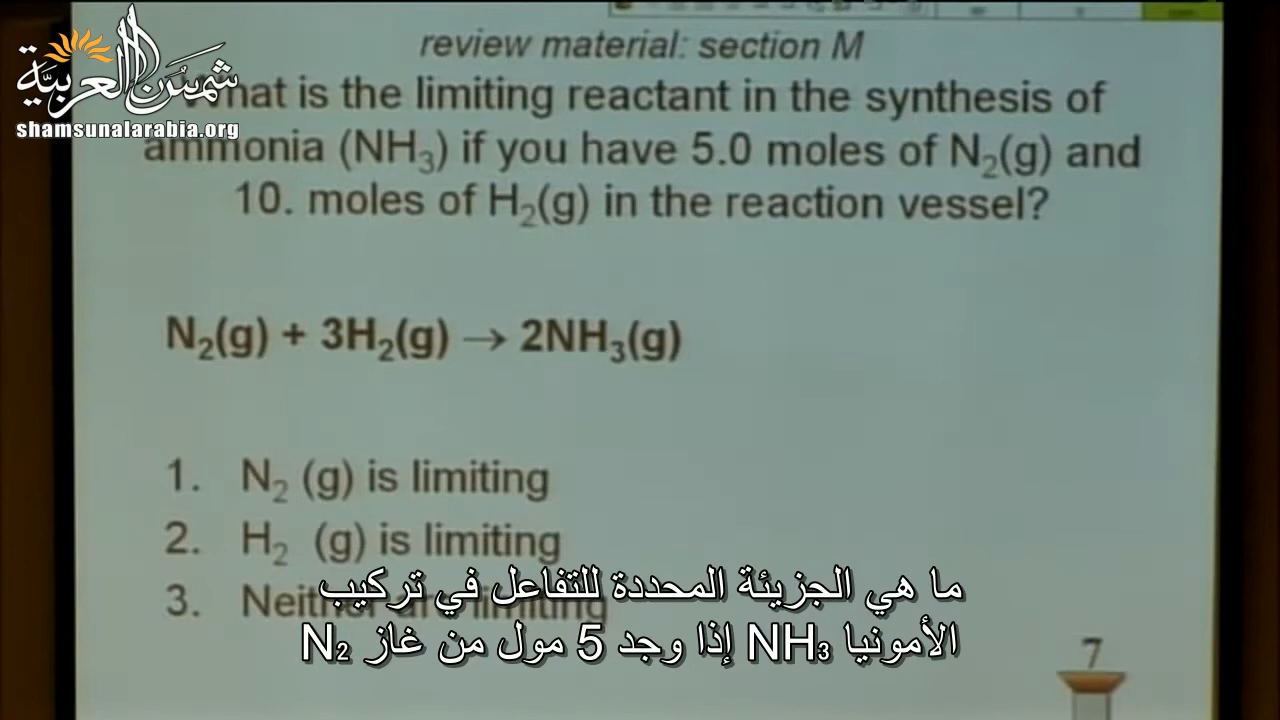 شمس العربية
shamsunalarabia.org
review material: section M
hat is the limiting reactant in the synthesis of
ammonia (NH₃) if you have 5.0 moles of N₂(g) and
10. moles of H₂(g) in the reaction vessel?
N₂(g) + 3H₂(g) → 2NH₃(g)
1. N₂ (g) is limiting
2. H₂ (g) is limiting
3. Neither are limiting
ما هي الجزيئة المحددة للتفاعل في تركيب
الأمونيا NH₃ إذا وجد 5 مول من غاز N₂
7